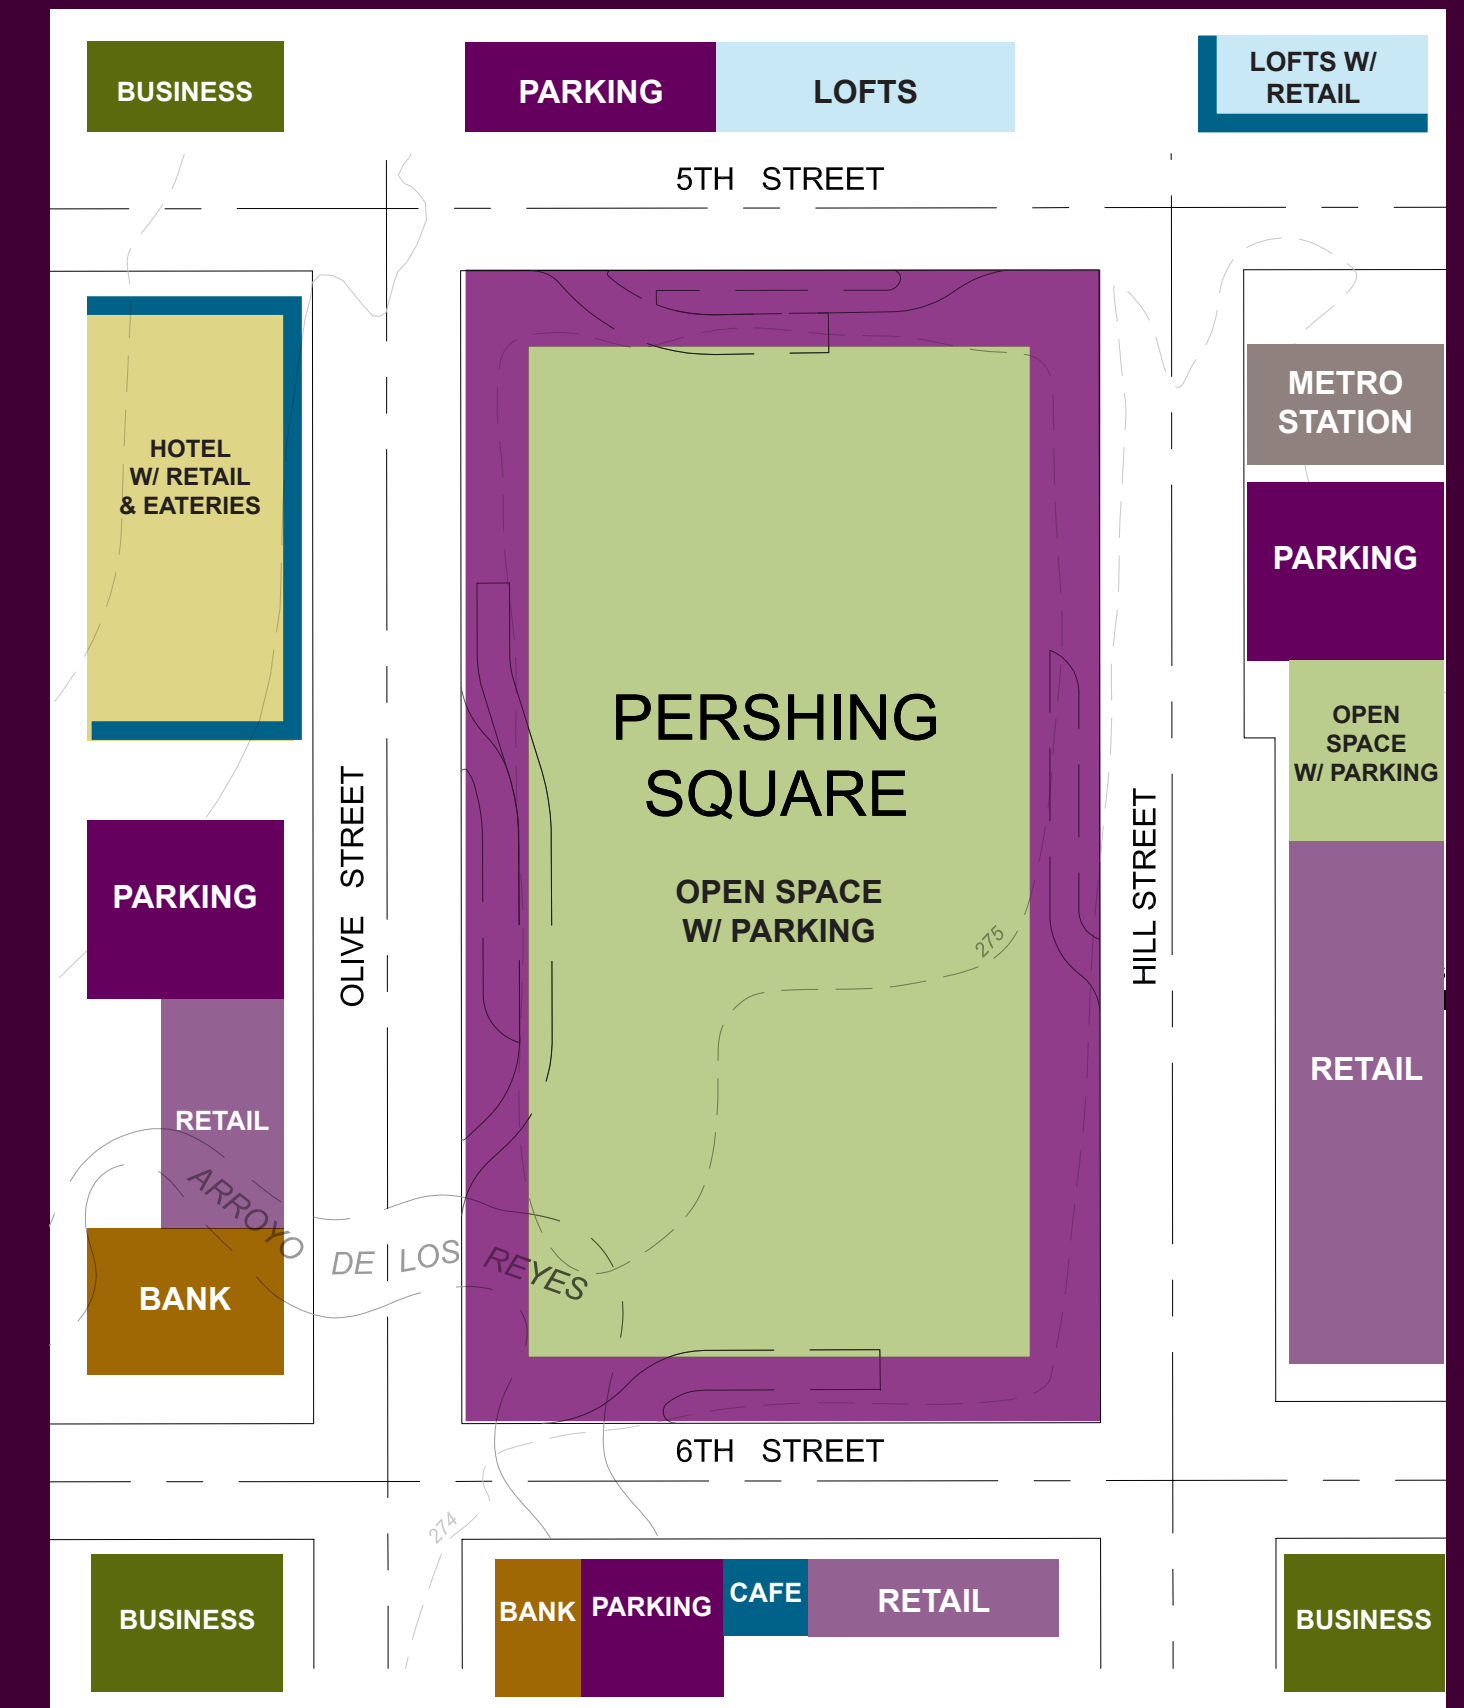 BUSINESS
PARKING
LOFTS
LOFTS W/
RETAIL
5TH STREET
HOTEL
W/ RETAIL
& EATERIES
METRO
STATION
PARKING
OPEN
SPACE
W/ PARKING
PERSHING
SQUARE
OPEN SPACE
W/ PARKING
275
OLIVE STREET
HILL STREET
PARKING
RETAIL
RETAIL
ARROYO DE LOS REYES
BANK
6TH STREET
274
BUSINESS
BANK
PARKING
CAFE
RETAIL
BUSINESS